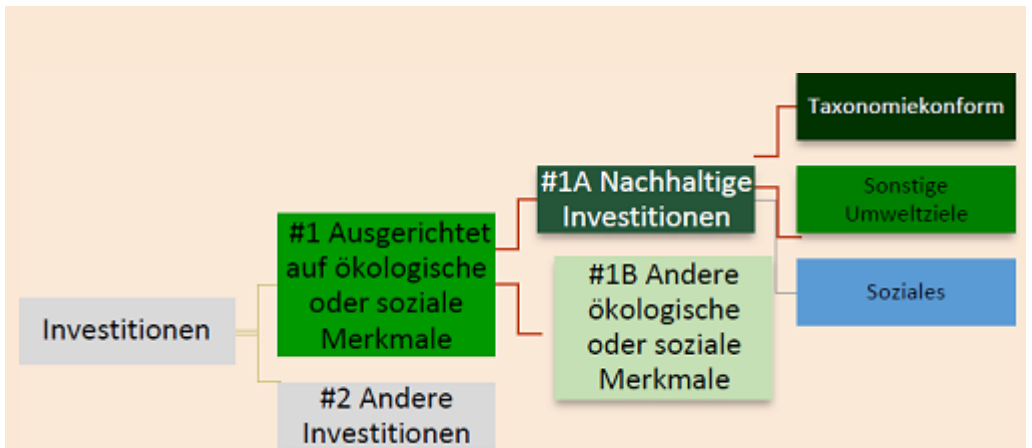 Investitionen
#1 Ausgerichtet
auf ökologische
oder soziale
Merkmale
#2 Andere
Investitionen
#1A Nachhaltige
Investitionen
#1B Andere
ökologische
oder soziale
Merkmale
Taxonomiekonform
Sonstige
Umweltziele
Soziales